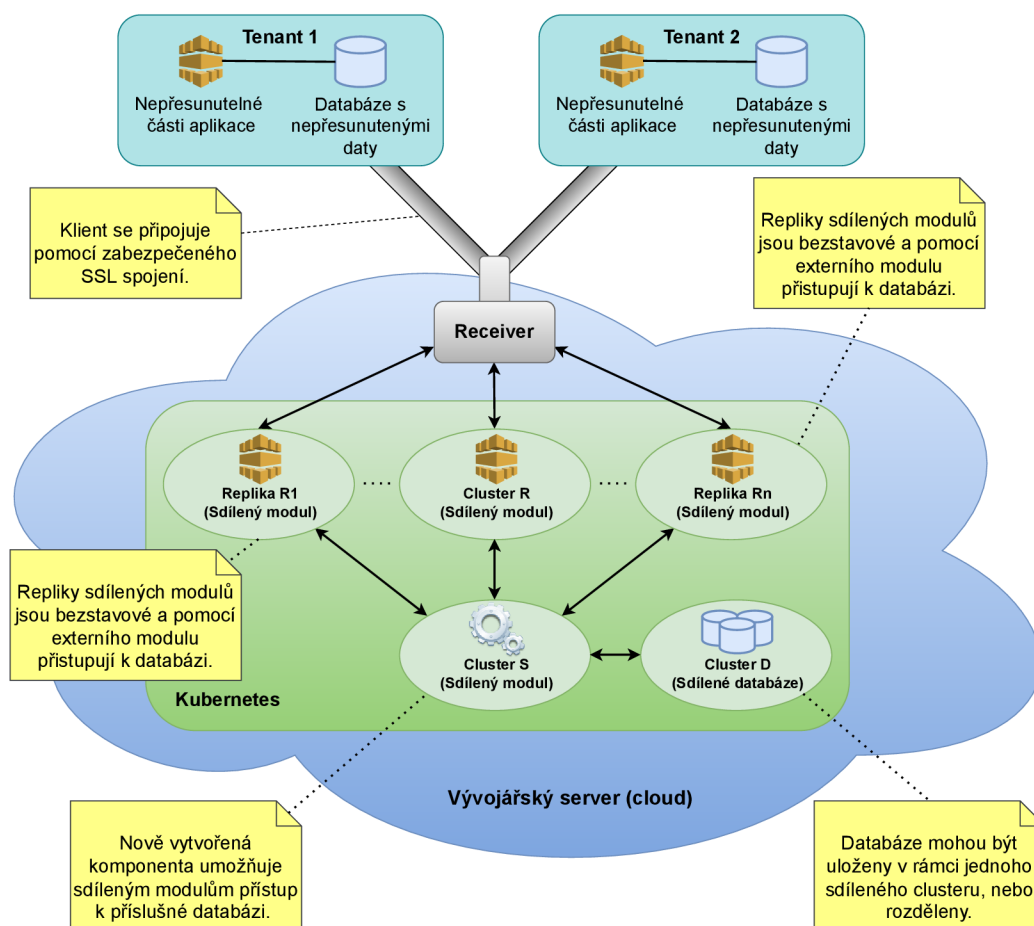 Tenant 1
Nepřesunutelné
části aplikace
Databáze s
nepřesunutenými
daty
Tenant 2
Nepřesunutelné
části aplikace
Databáze s
nepřesunutenými
daty
Klient se připojuje
pomocí zabezpečeného
SSL spojení.
Repliky sdílených modulů
jsou bezstavové a pomocí
externího modulu
přistupují k databázi.
Receiver
Replika R1
(Sdílený modul)
Cluster R
(Sdílený modul)
Replika Rn
(Sdílený modul)
Repliky sdílených modulů
jsou bezstavové a pomocí
externího modulu
přistupují k databázi.
Cluster S
(Sdílený modul)
Cluster D
(Sdílené databáze)
Kubernetes
Vývojářský server (cloud)
Nově vytvořená
komponenta umožňuje
sdíleným modulům přístup
k příslušné databázi.
Databáze mohou být
uloženy v rámci jednoho
sdíleného clusteru, nebo
rozděleny.